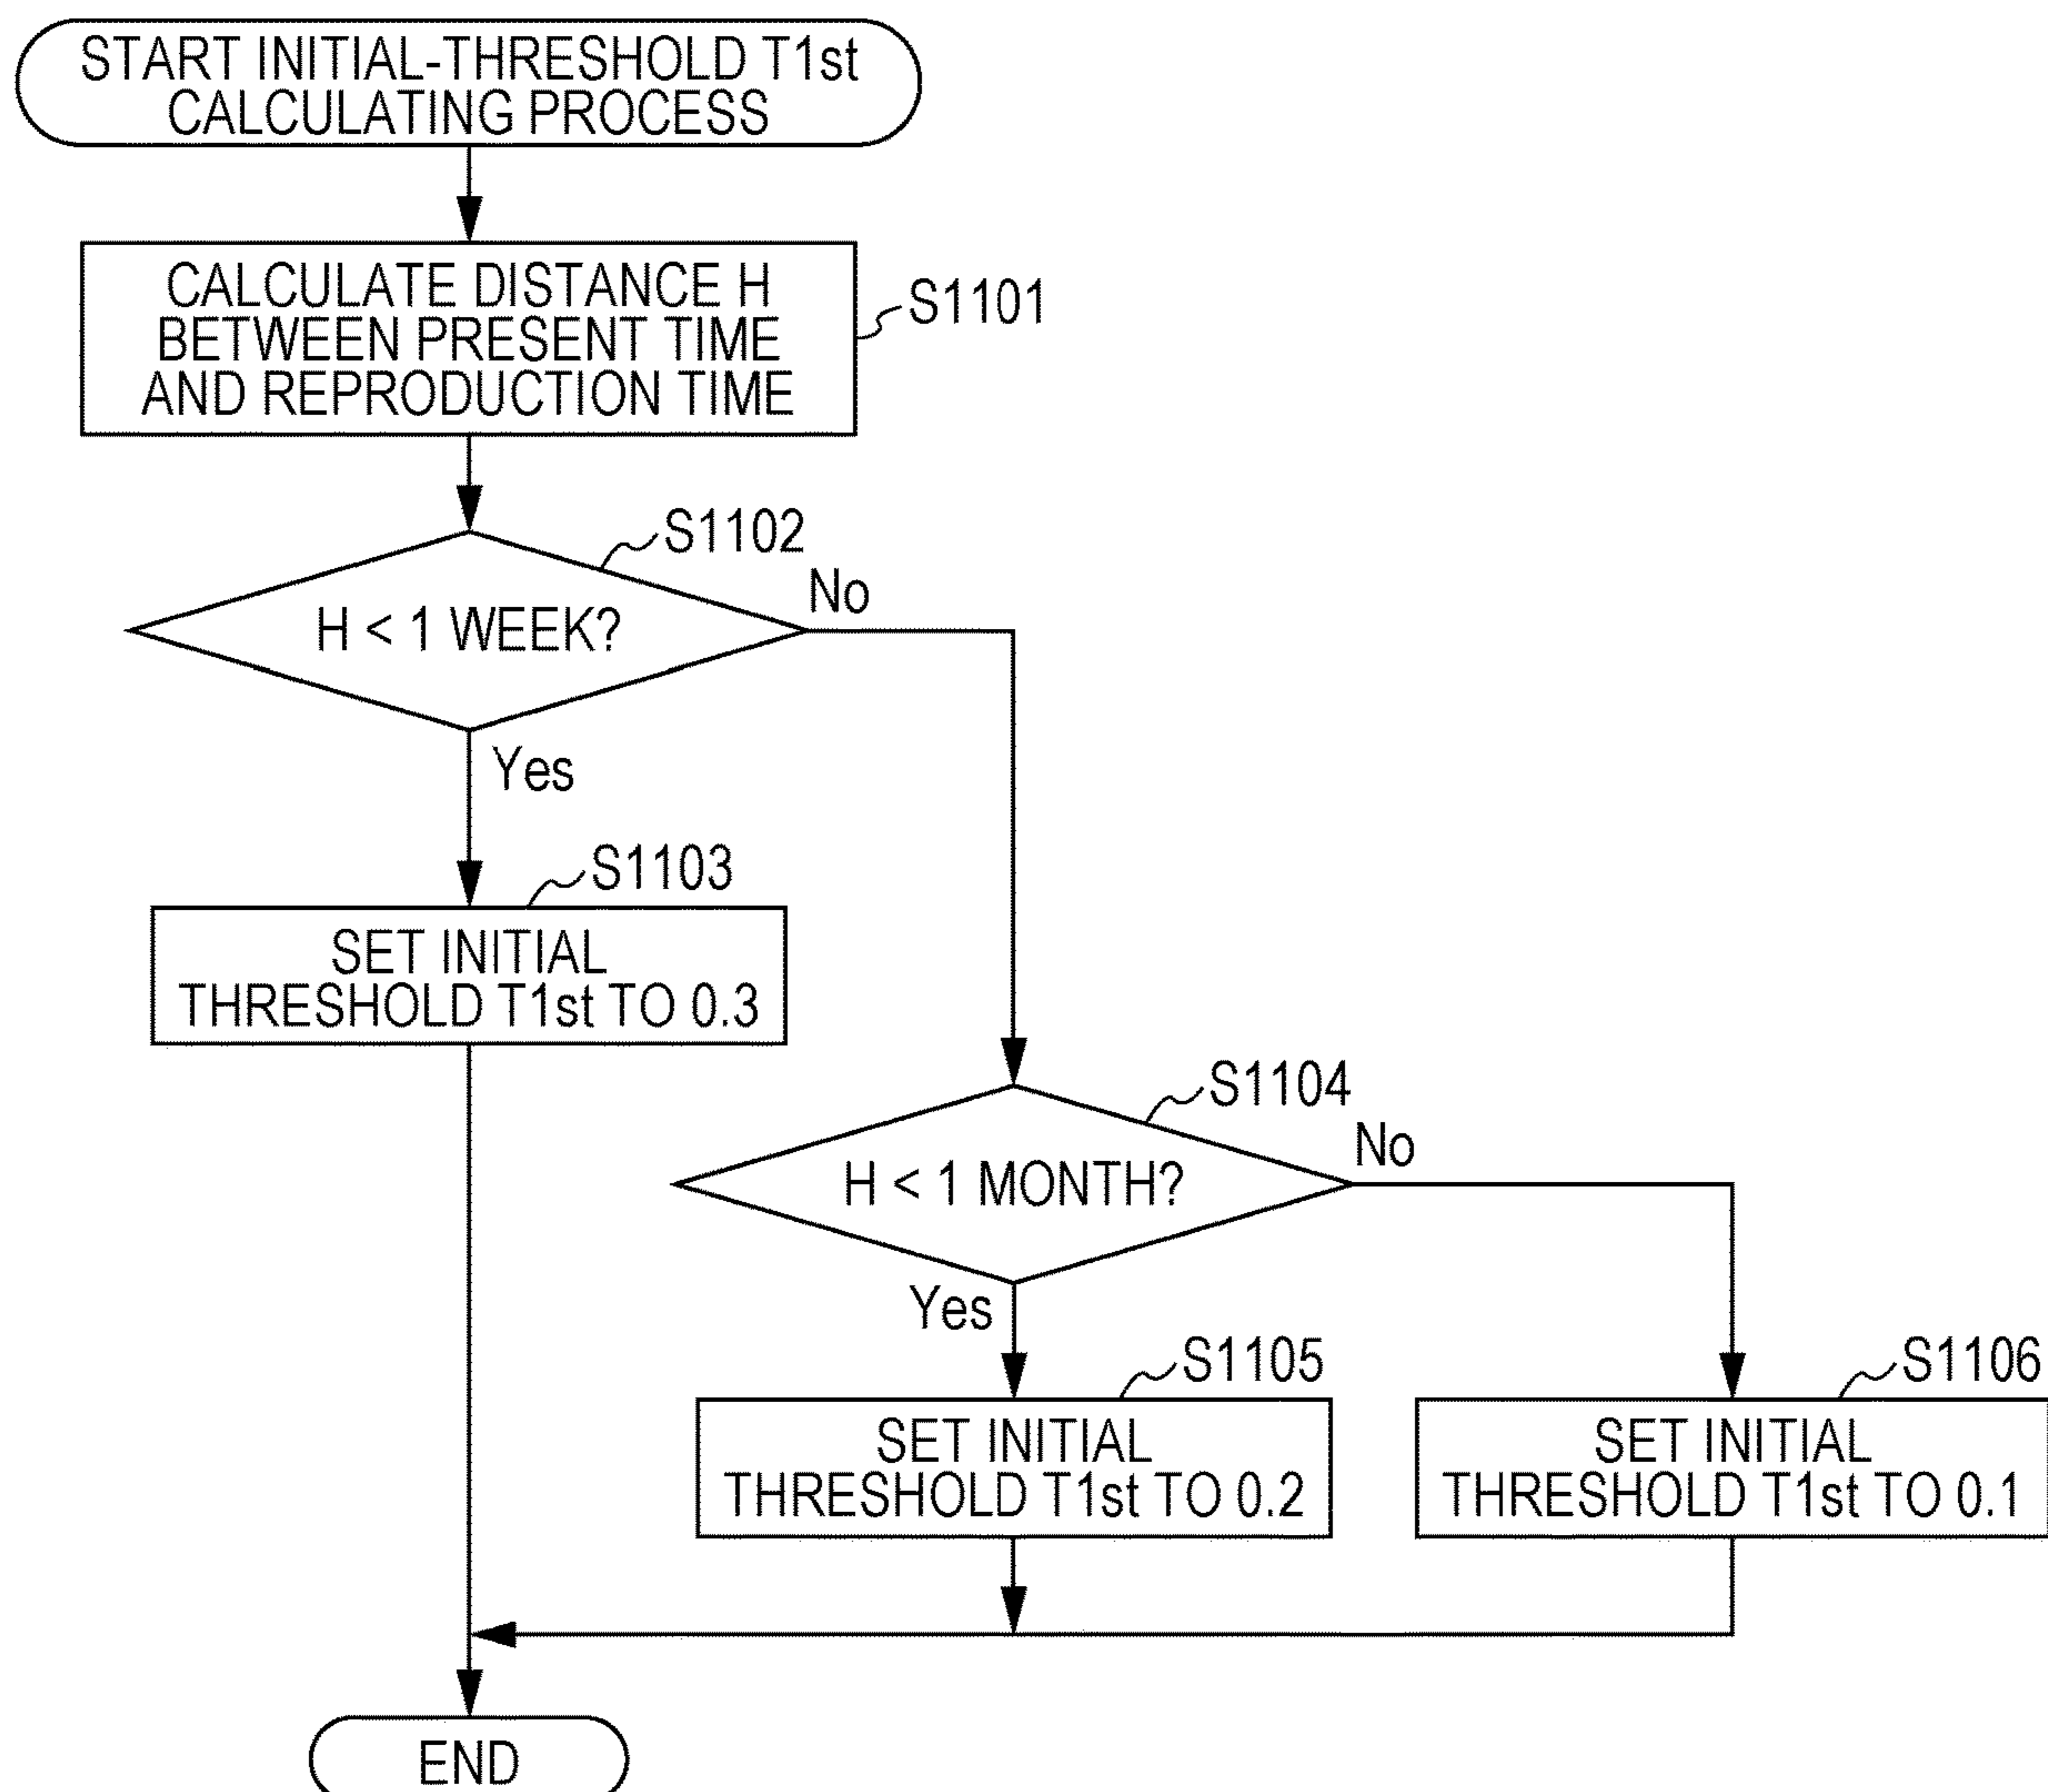 START INITIAL-THRESHOLD T1st
CALCULATING PROCESS
CALCULATE DISTANCE H
BETWEEN PRESENT TIME
AND REPRODUCTION TIME
S1101
S1102
H < 1 WEEK?
No
Yes
S1103
SET INITIAL
THRESHOLD T1st TO 0.3
S1104
H < 1 MONTH?
No
Yes
S1105
SET INITIAL
THRESHOLD T1st TO 0.2
S1106
SET INITIAL
THRESHOLD T1st TO 0.1
END